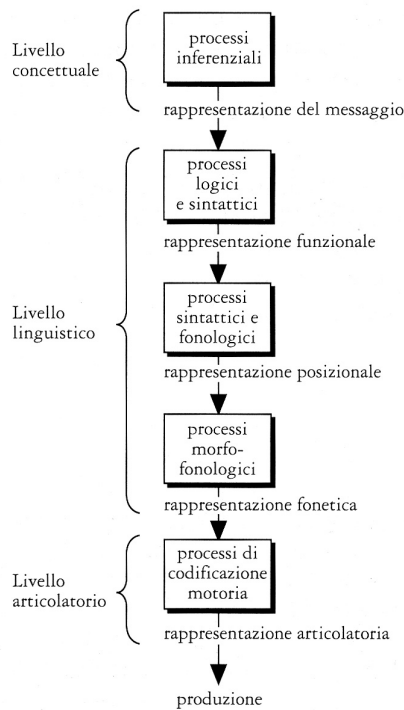 Livello
concettuale
processi
inferenziali
rappresentazione del messaggio
Livello
linguistico
processi
logici
e sintattici
rappresentazione funzionale
processi
sintattici e
fonologici
rappresentazione posizionale
processi
morfo-
fonologici
rappresentazione fonetica
Livello
articolatorio
processi di
codificazione
motoria
rappresentazione articolatoria
produzione